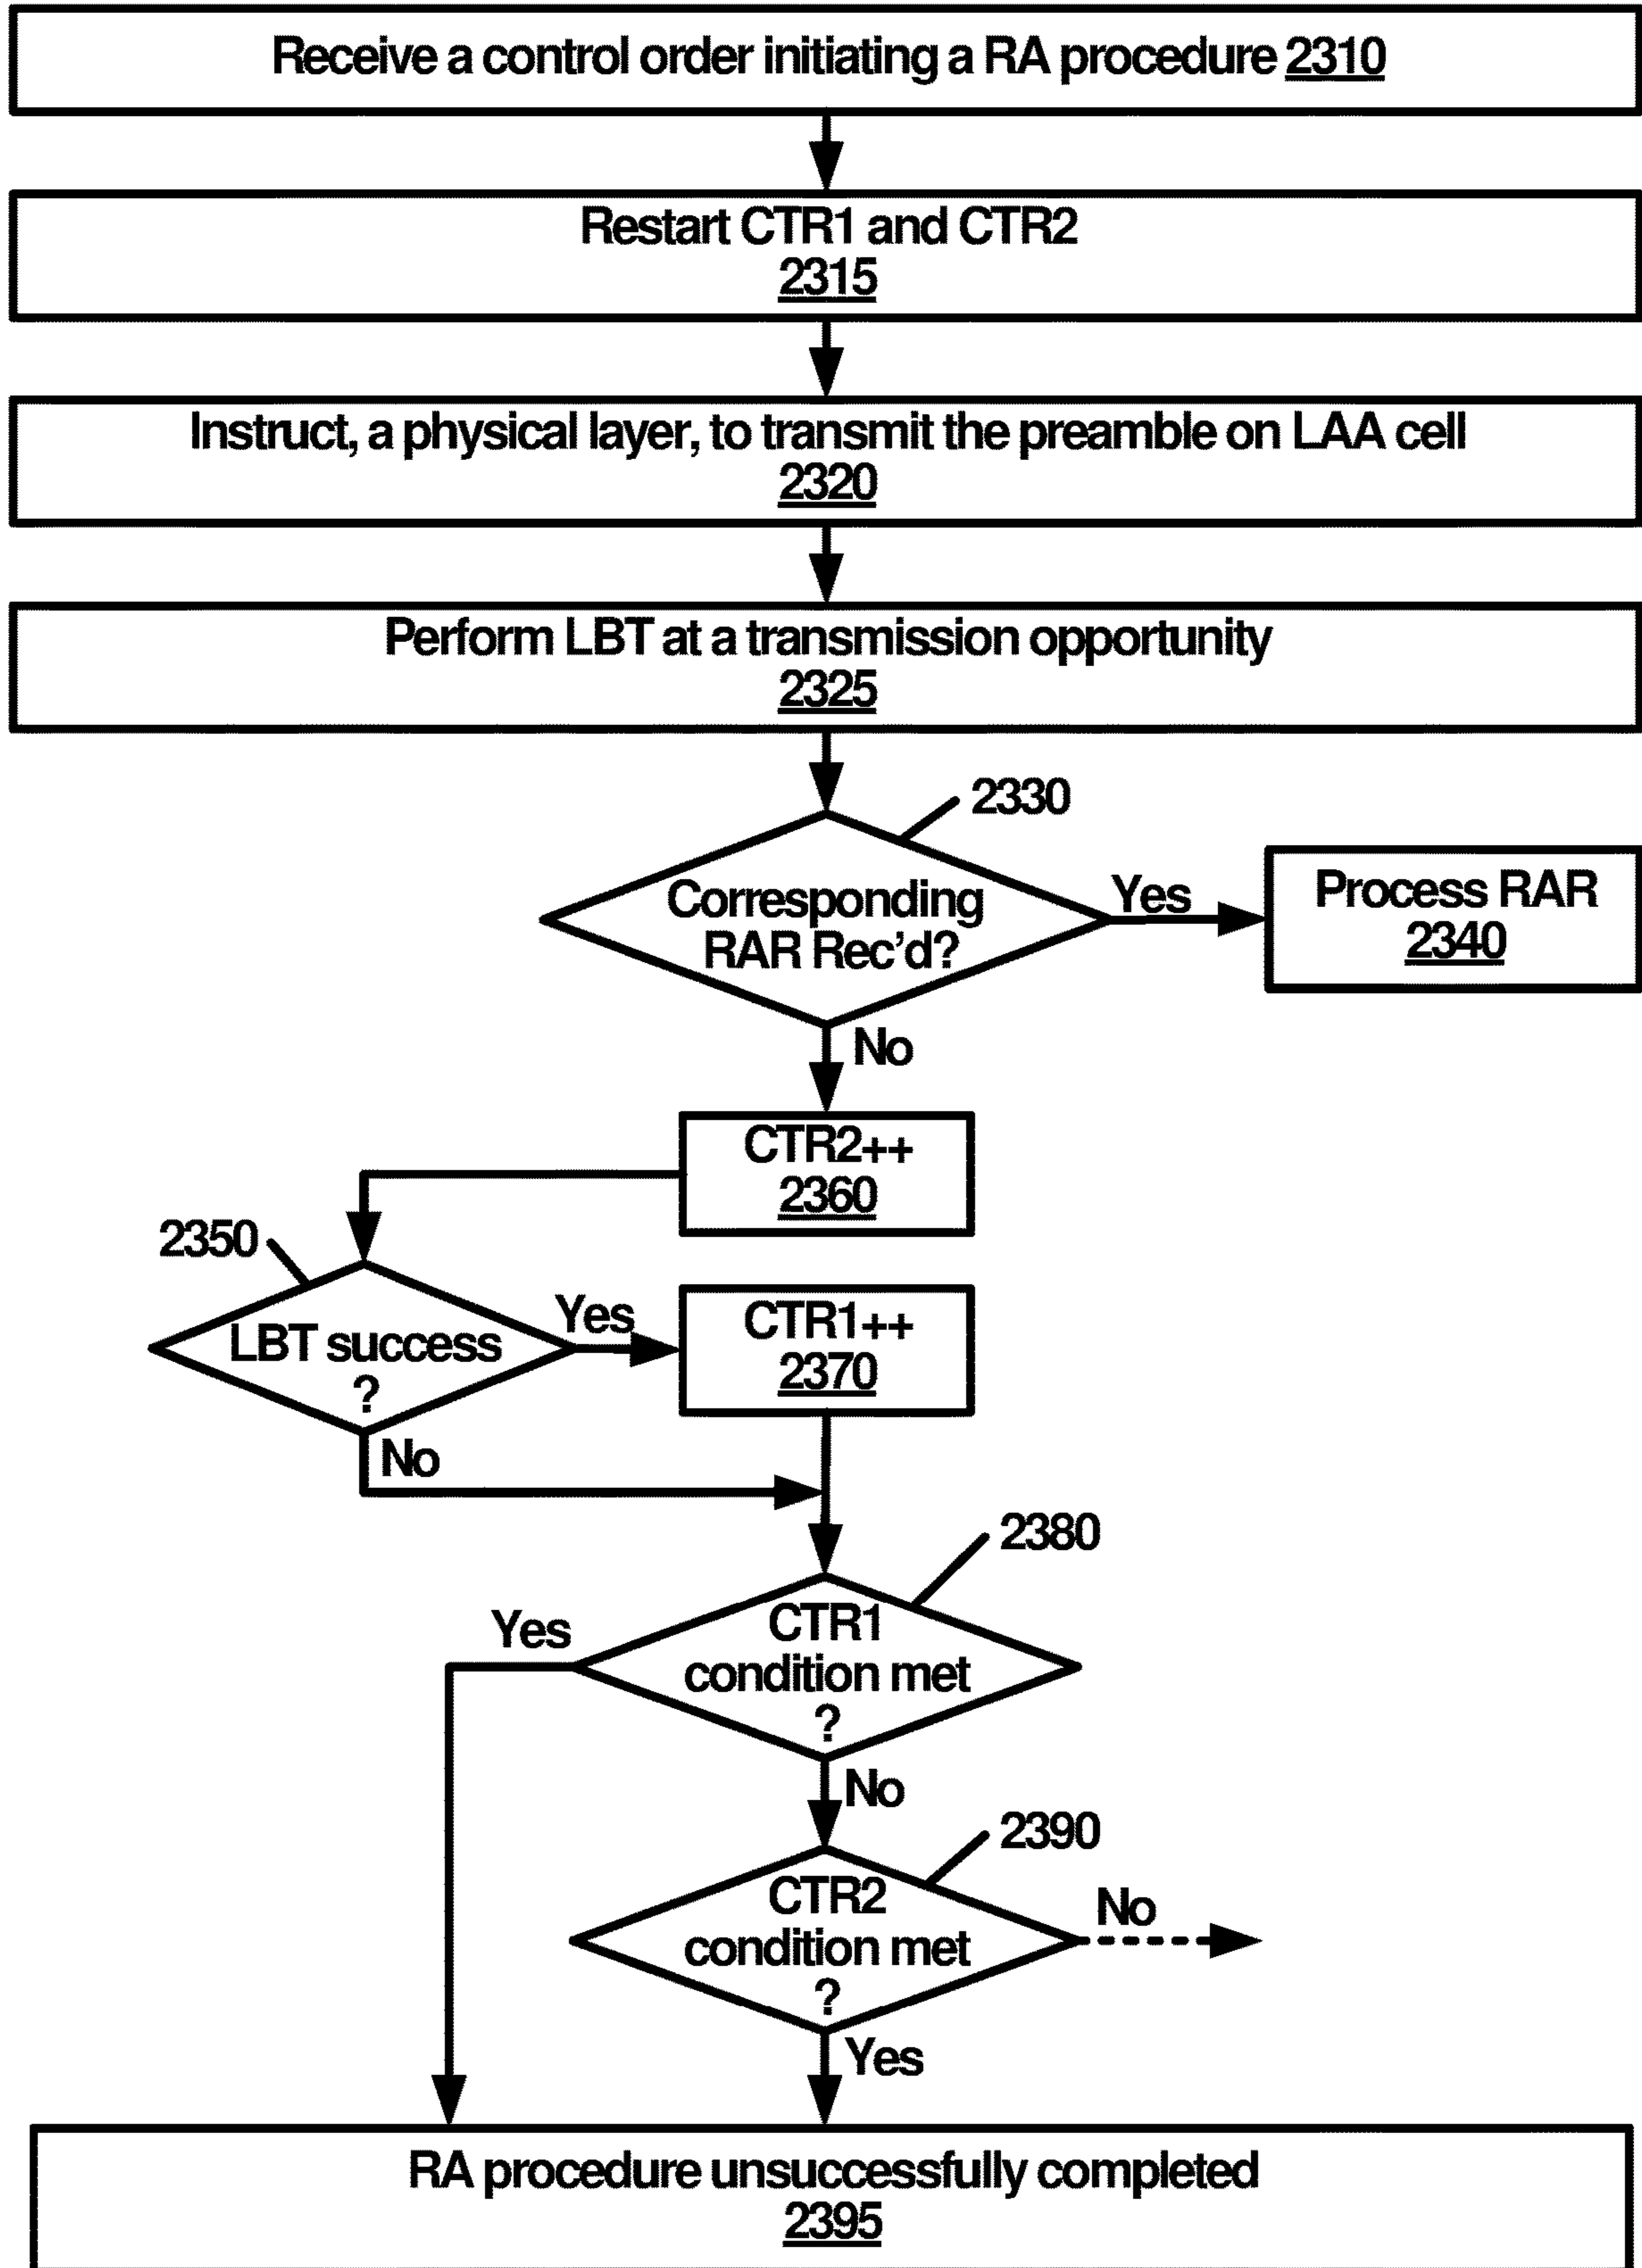 Receive a control order initiating a RA procedure 2310
Restart CTR1 and CTR2
2315
Instruct, a physical layer, to transmit the preamble on LAA cell
2320
Perform LBT at a transmission opportunity
2325
2330
Corresponding
RAR Rec'd?
Yes
Process RAR
2340
No
CTR2++
2360
2350
LBT success
?
Yes
CTR1++
2370
No
2380
CTR1
condition met
?
Yes
No
2390
CTR2
condition met
?
No
Yes
RA procedure unsuccessfully completed
2395